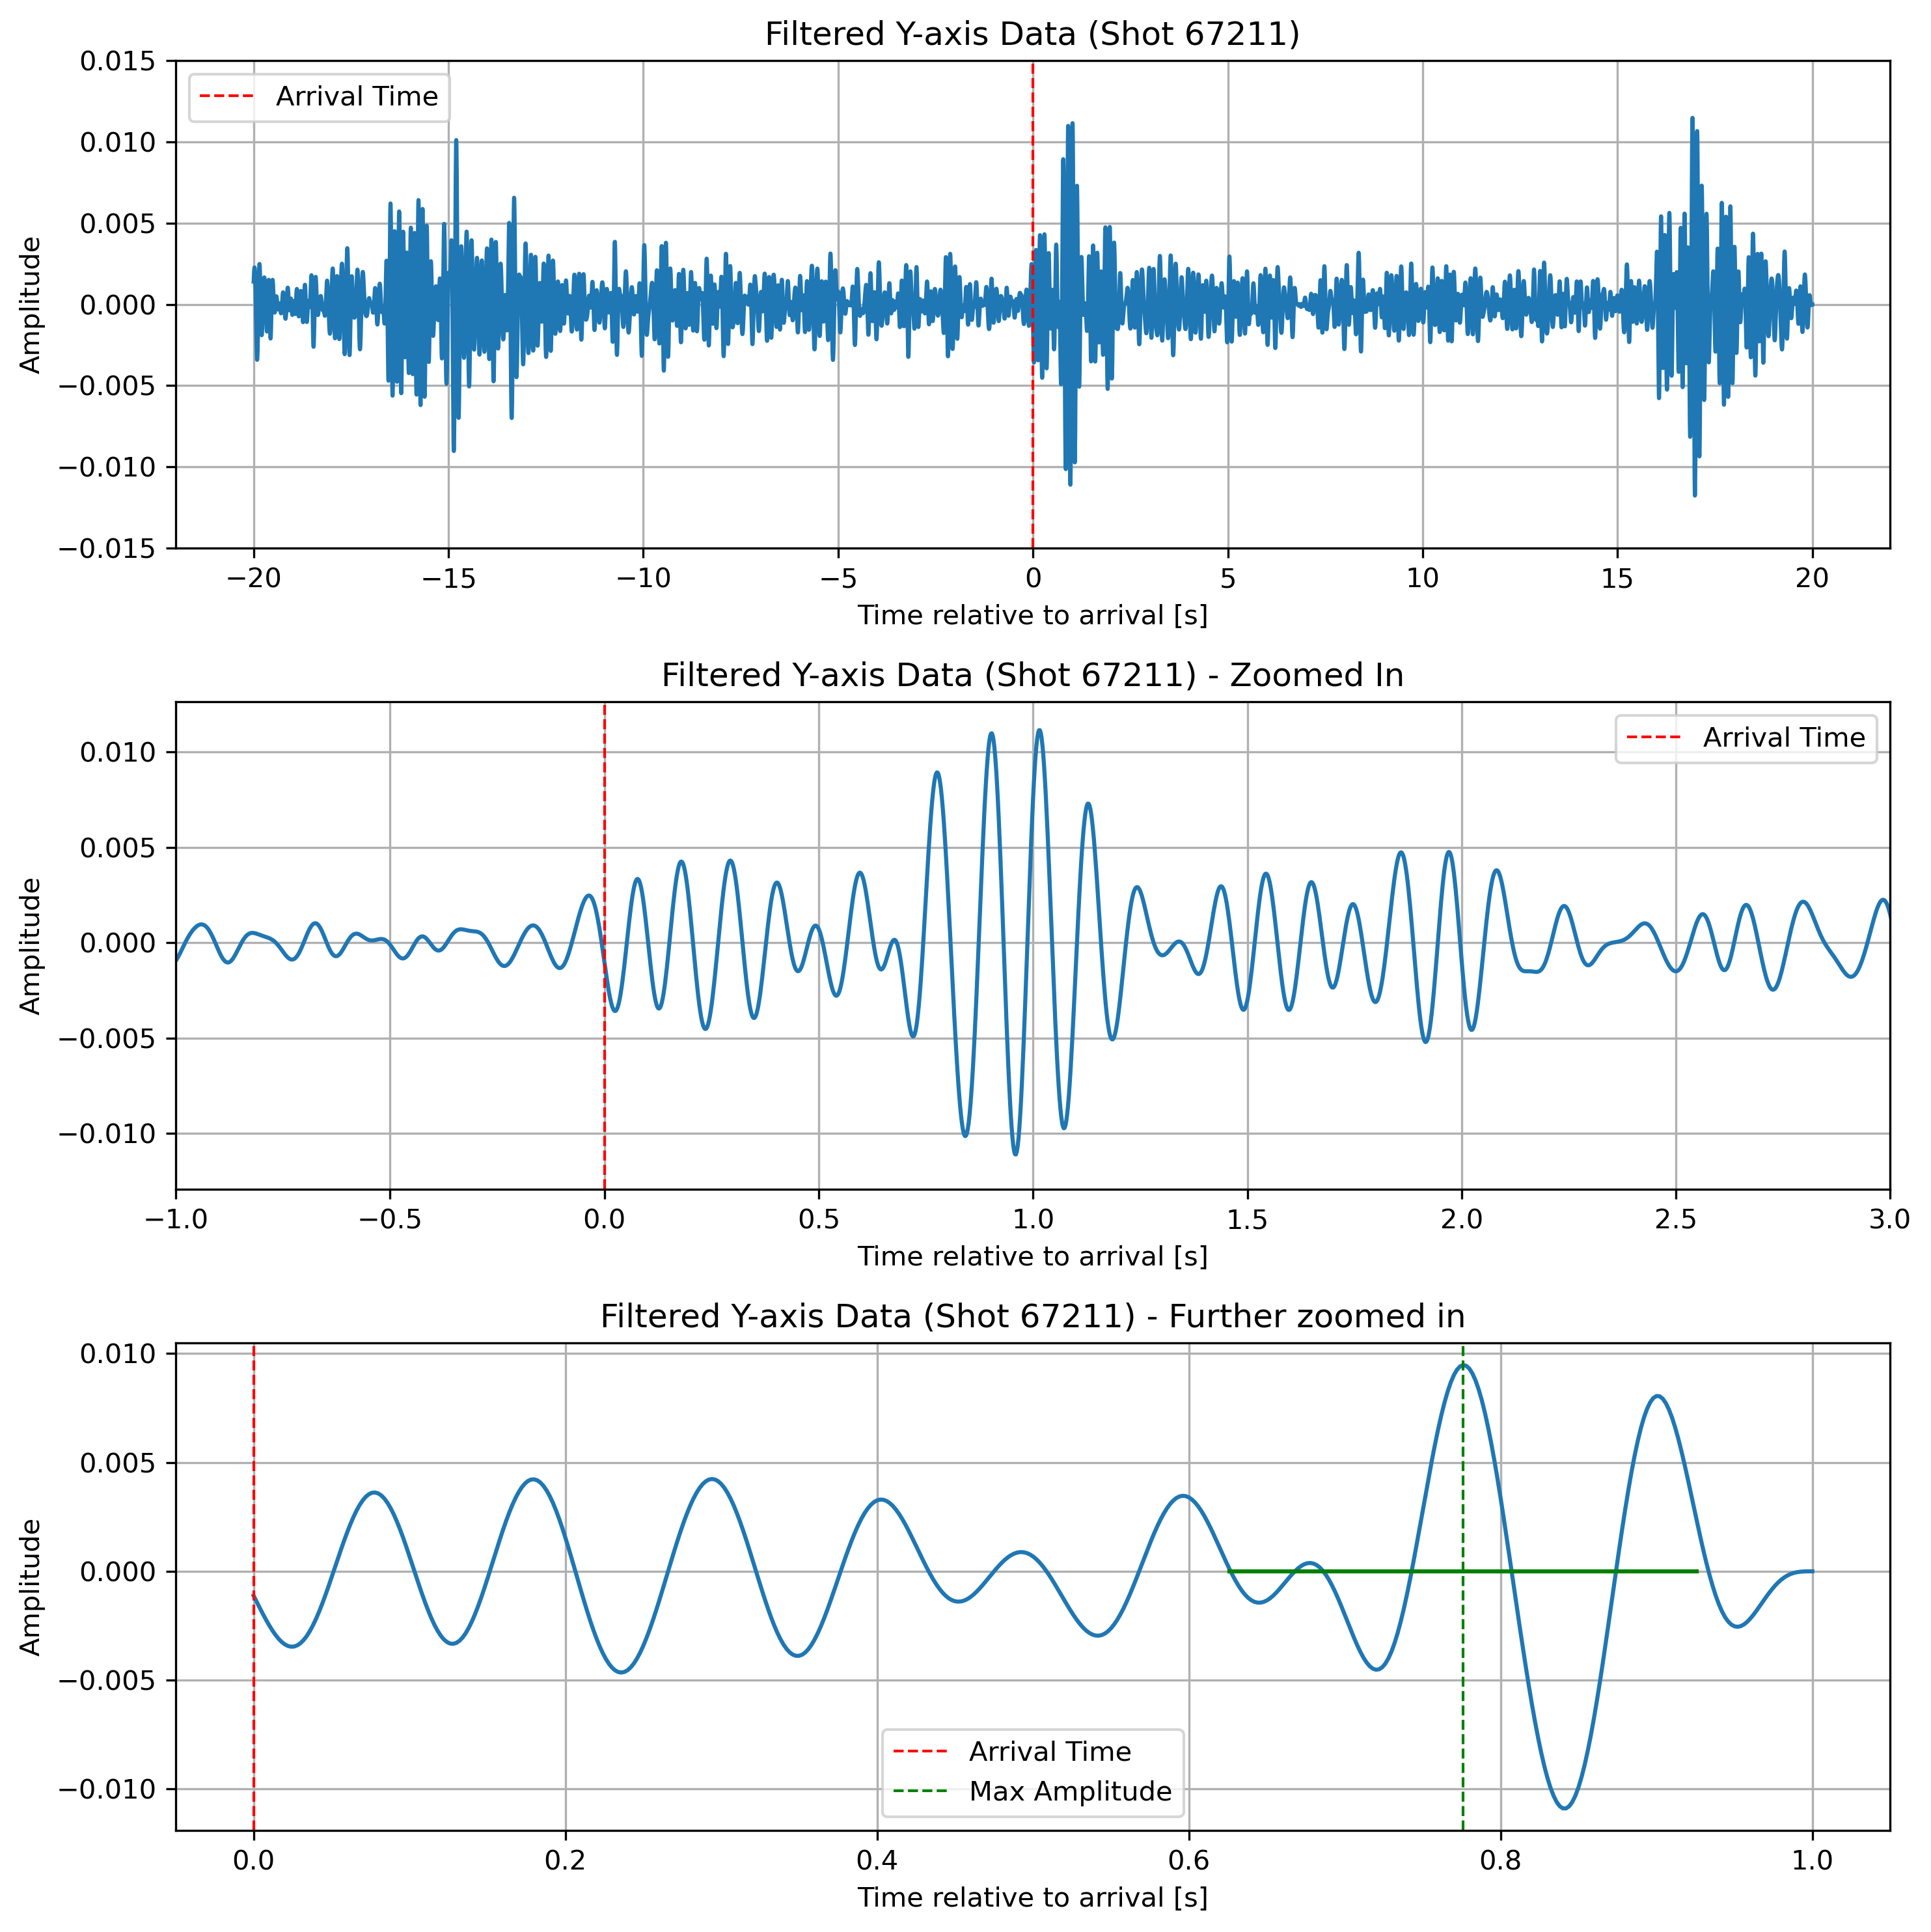 Filtered Y-axis Data (Shot 67211)
0.015
0.010
0.005
0.000
−0.005
−0.010
−0.015
Amplitude
Arrival Time
−20 −15 −10 −5 0 5 10 15 20
Time relative to arrival [s]
Filtered Y-axis Data (Shot 67211) - Zoomed In
0.010
0.005
0.000
−0.005
−0.010
Amplitude
Arrival Time
−1.0 −0.5 0.0 0.5 1.0 1.5 2.0 2.5 3.0
Time relative to arrival [s]
Filtered Y-axis Data (Shot 67211) - Further zoomed in
0.010
0.005
0.000
−0.005
−0.010
Amplitude
Arrival Time
Max Amplitude
0.0 0.2 0.4 0.6 0.8 1.0
Time relative to arrival [s]